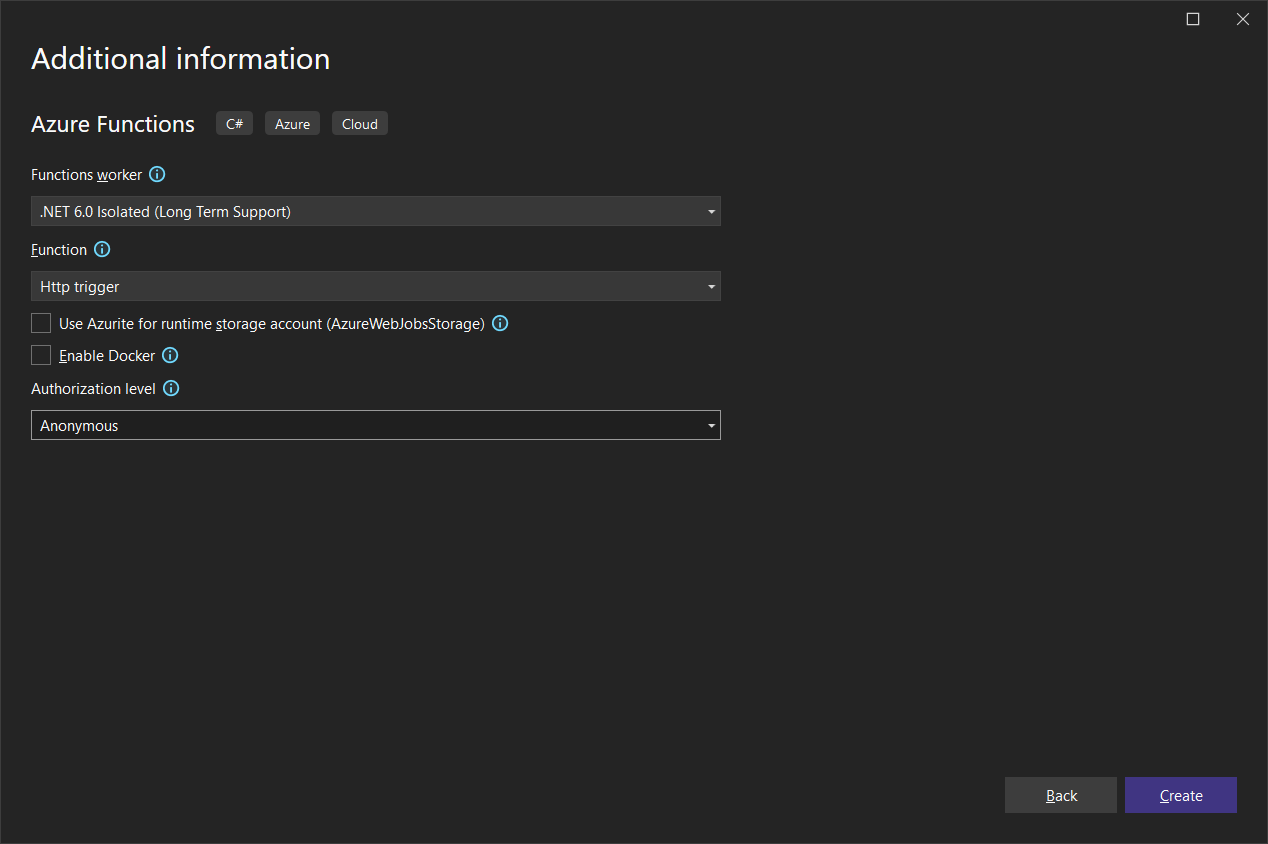 Additional information
Azure Functions C# Azure Cloud
Functions worker
.NET 6.0 Isolated (Long Term Support)
Function
Http trigger
Use Azurite for runtime storage account (AzureWebJobsStorage)
Enable Docker
Authorization level
Anonymous
Back Create